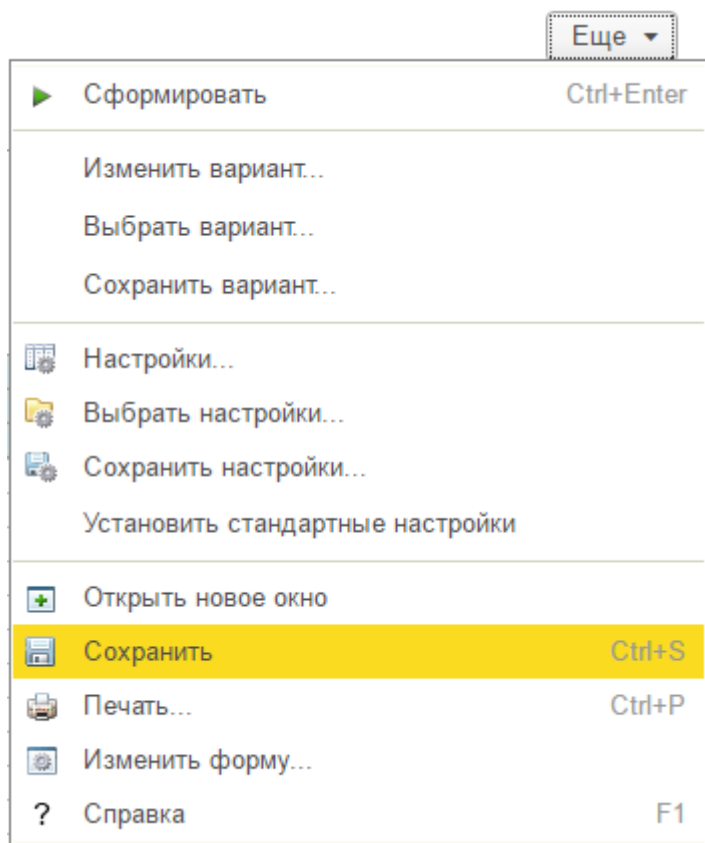 Еще
Сформировать Ctrl+Enter
Изменить вариант...
Выбрать вариант...
Сохранить вариант...
Настройки...
Выбрать настройки...
Сохранить настройки...
Установить стандартные настройки
Открыть новое окно
Сохранить Ctrl+S
Печать... Ctrl+P
Изменить форму...
? Справка F1